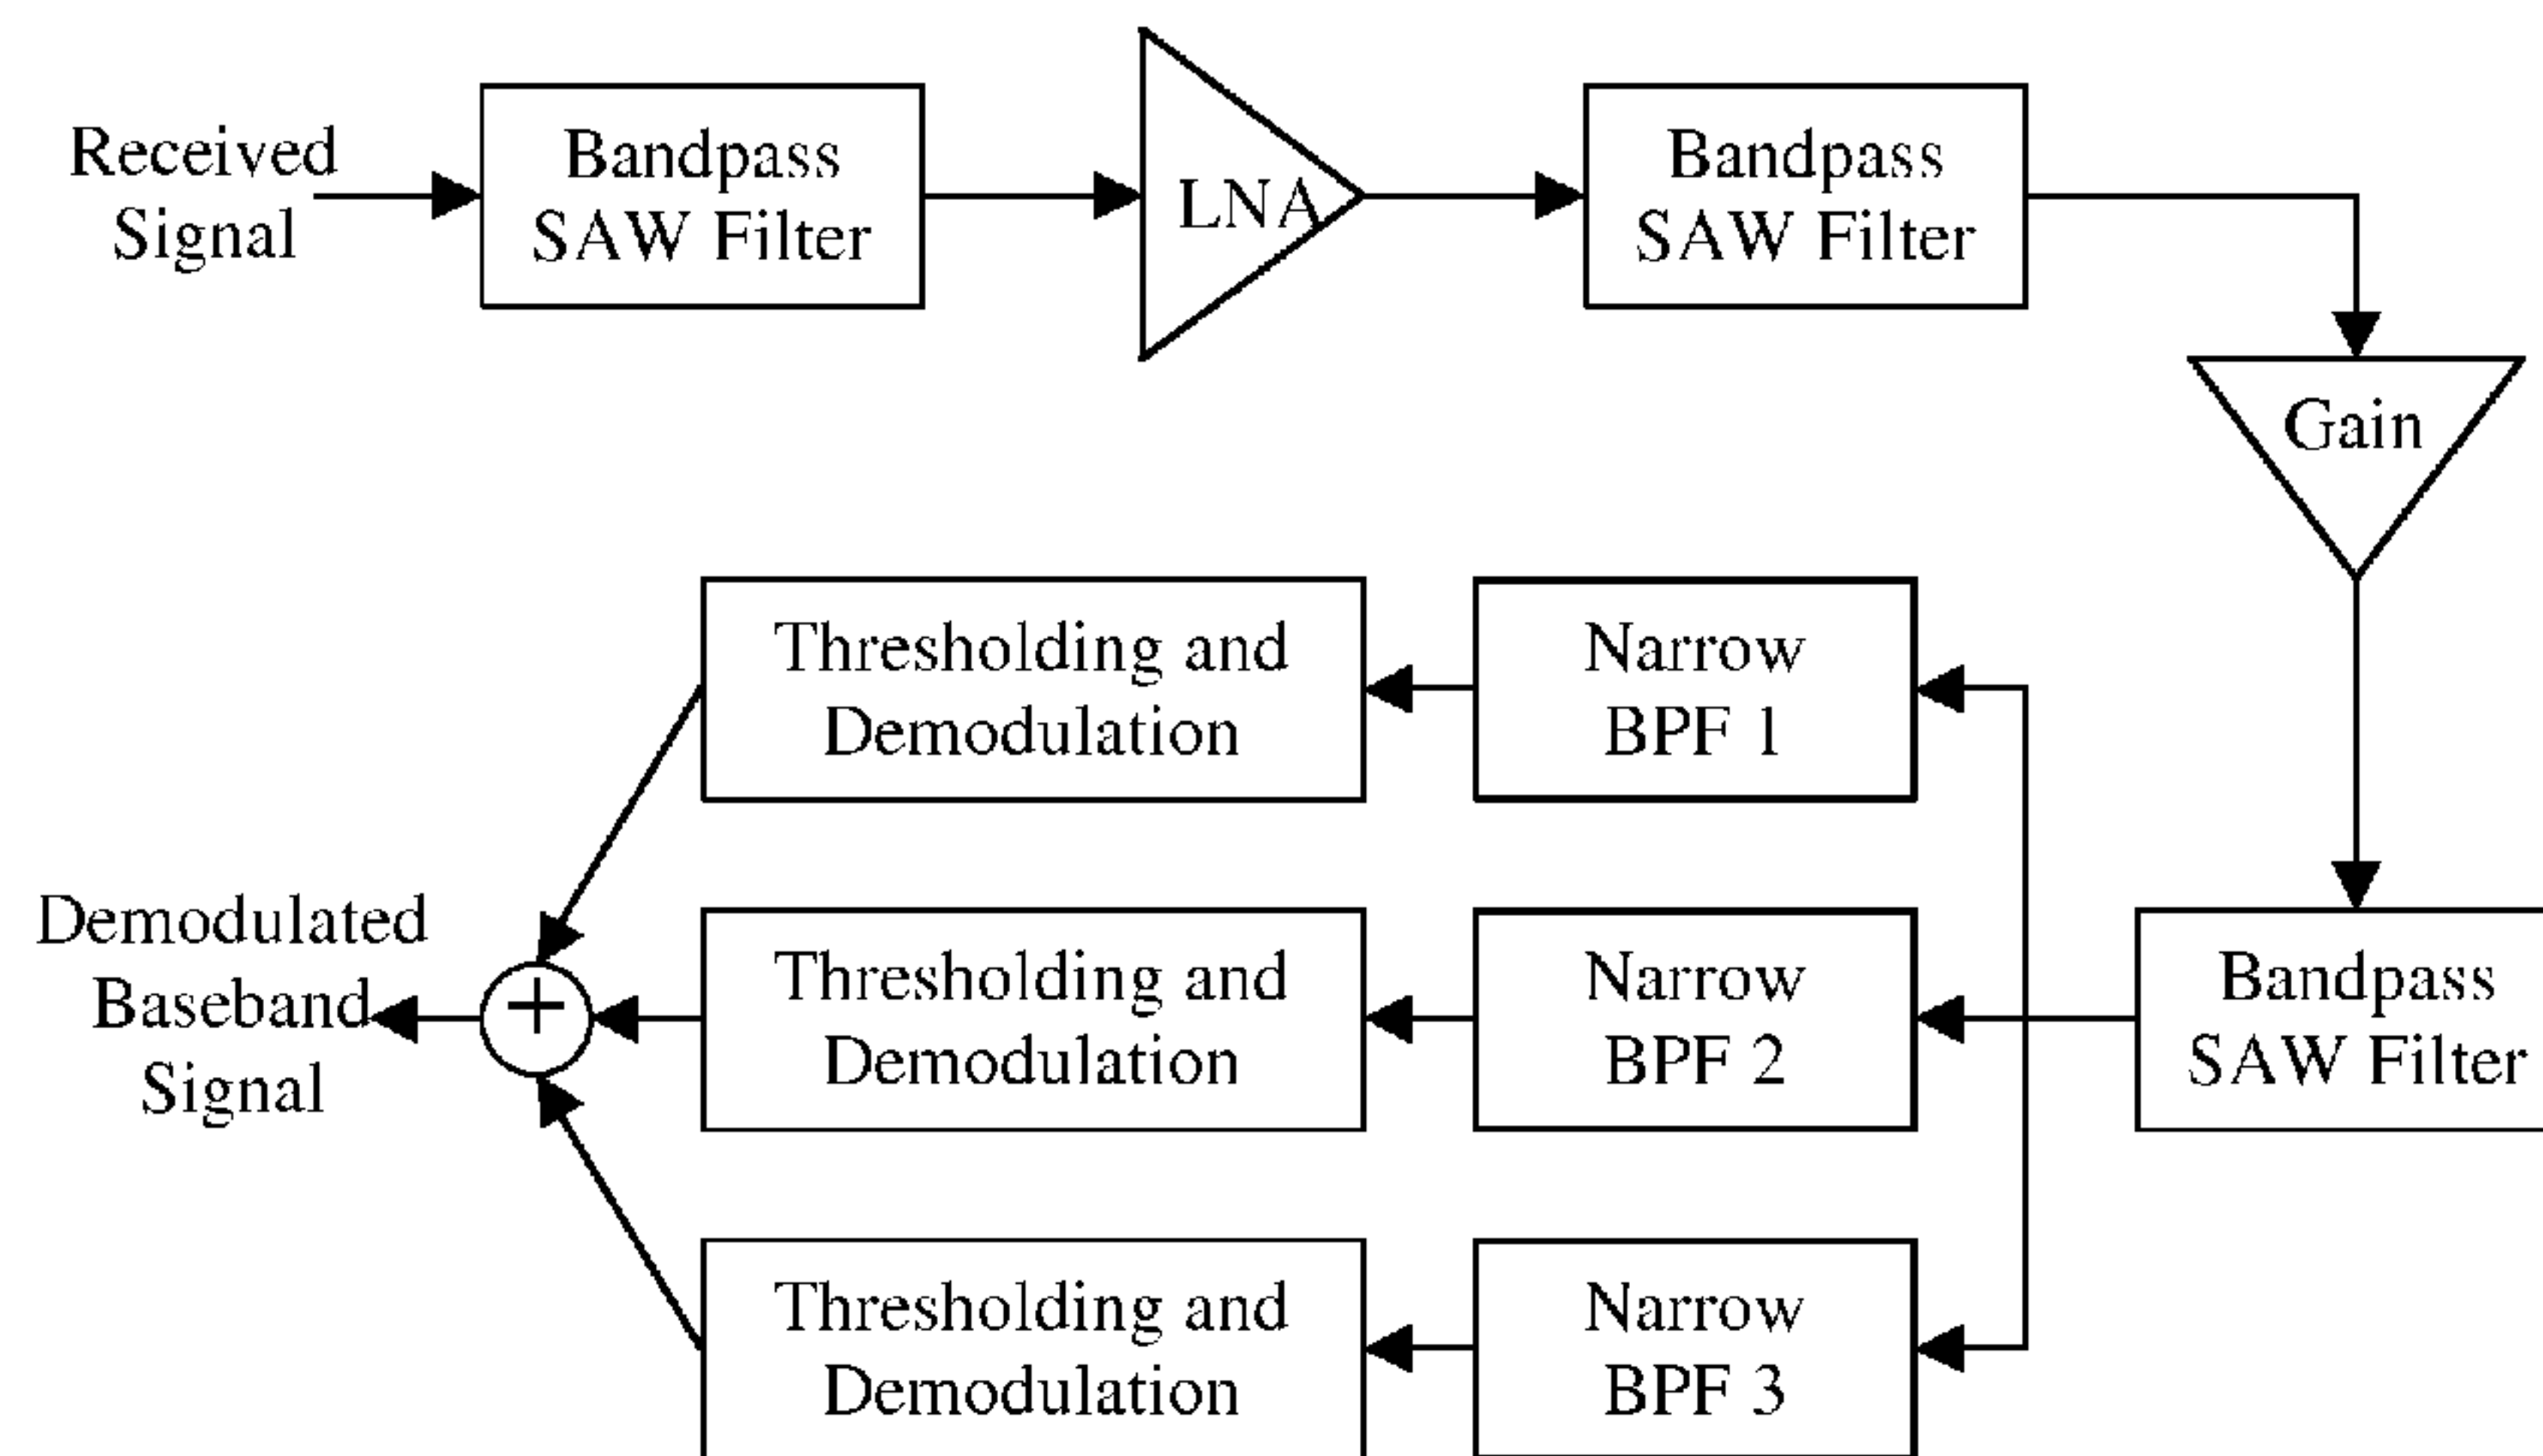 Received
Signal
Bandpass
SAW Filter
LNA
Bandpass
SAW Filter
Gain
Thresholding and
Demodulation
Narrow
BPF 1
Demodulated
Baseband
Signal
+
Thresholding and
Demodulation
Narrow
BPF 2
Bandpass
SAW Filter
Thresholding and
Demodulation
Narrow
BPF 3